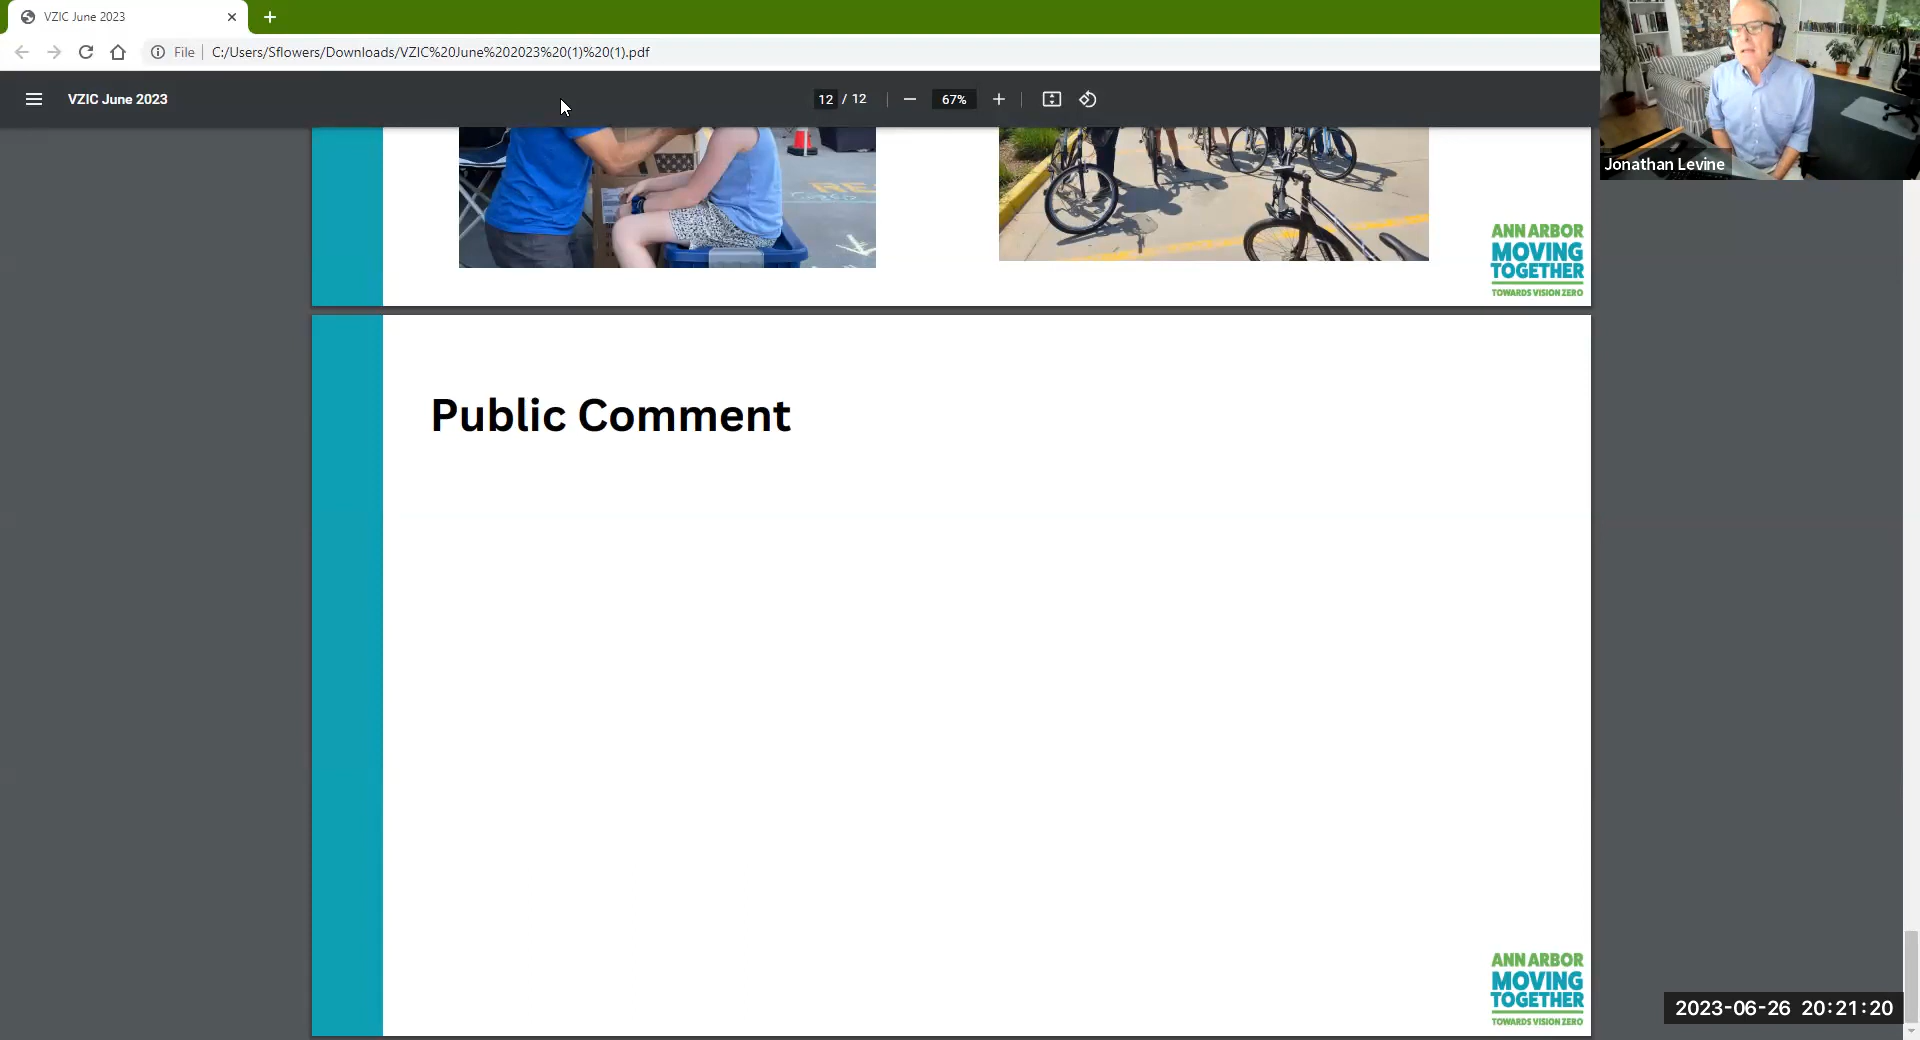 VZIC June 2023
File
C:/Users/Sflowers/Downloads/VZIC%20June%202023%20(1)%20(1).pdf
VZIC June 2023
12 / 12
67%
Jonathan Levine
ANN ARBOR
MOVING
TOGETHER
TOWARDS VISION ZERO
Public Comment
ANN ARBOR
MOVING
TOGETHER
TOWARDS VISION ZERO
2023-06-26 20:21:20